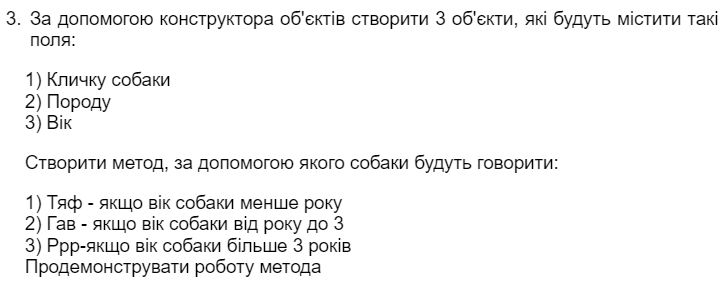 3. За допомогою конструктора об'єктів створити 3 об'єкти, які будуть містити такі
поля:
1) Кличку собаки
2) Породу
3) Вік
Створити метод, за допомогою якого собаки будуть говорити:
1) Тяф - якщо вік собаки менше року
2) Гав - якщо вік собаки від року до 3
3) Ррр-якщо вік собаки більше 3 років
Продемонструвати роботу метода